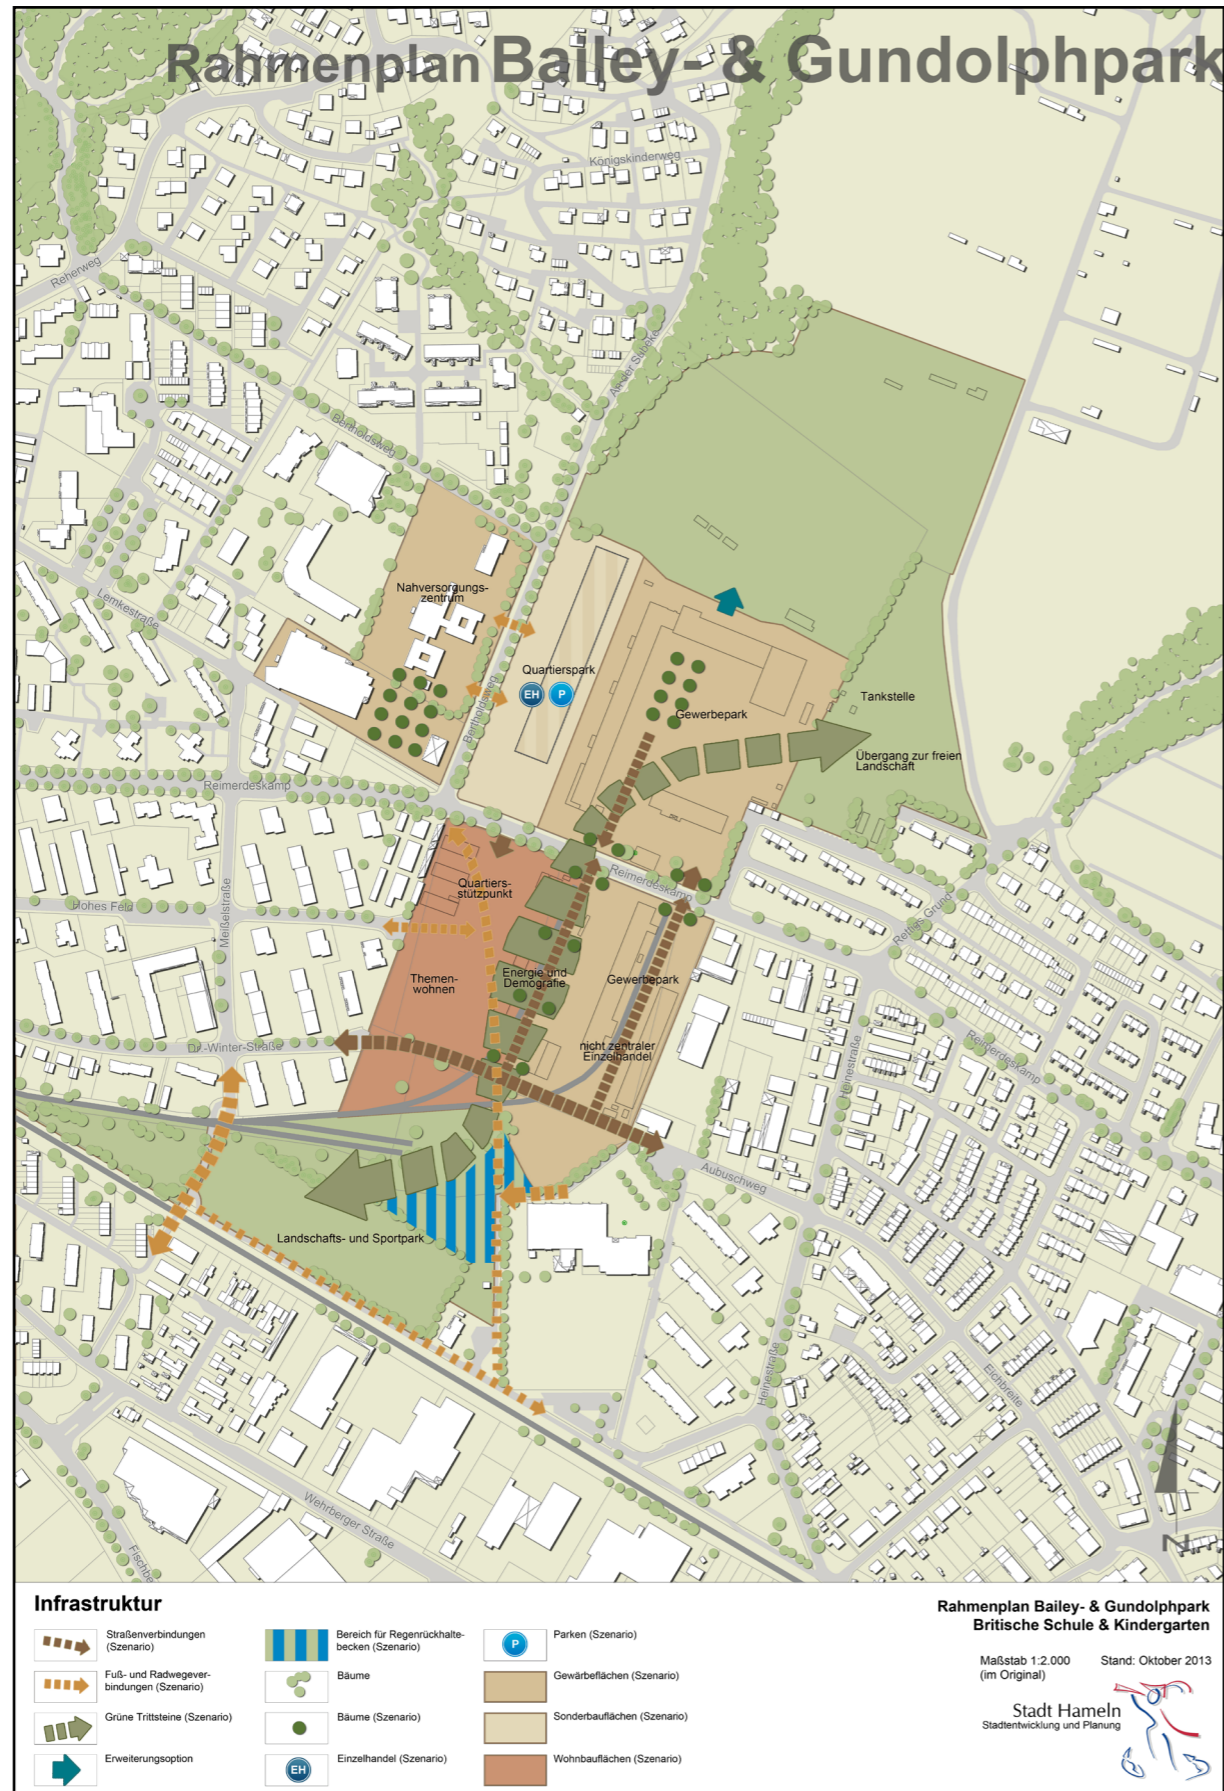 Rahmenplan Bailey- & Gundolphpark
Königskinderweg
Reherweg
An der Sabeke
Bertholdsweg
Lemkestraße
Nahversorgungs-
zentrum
Quartierspark
EH
P
Bertholdsweg
Gewerbepark
Tankstelle
Übergang zur freien
Landschaft
Reimerdeskamp
Reimerdeskamp
Quartiers-
stützpunkt
Hohes Feld
Meißelstraße
Rettigs Grund
Themen-
wohnen
Energie und
Demografie
Gewerbepark
nicht zentraler
Einzelhandel
Dr.-Winter-Straße
Heinestraße
Reimerdeskamp
Aubuschweg
Landschafts- und Sportpark
Heinestraße
Eichbreite
Wehrberger Straße
Fischbe
N
Infrastruktur
Straßenverbindungen
(Szenario)
Fuß- und Radwegever-
bindungen (Szenario)
Grüne Trittsteine (Szenario)
Erweiterungsoption
Bereich für Regenrückhalte-
becken (Szenario)
Bäume
Bäume (Szenario)
EH
Einzelhandel (Szenario)
P
Parken (Szenario)
Gewärbeflächen (Szenario)
Sonderbauflächen (Szenario)
Wohnbauflächen (Szenario)
Rahmenplan Bailey- & Gundolphpark
Britische Schule & Kindergarten
Maßstab 1:2.000
(im Original)
Stand: Oktober 2013
Stadt Hameln
Stadtentwicklung und Planung